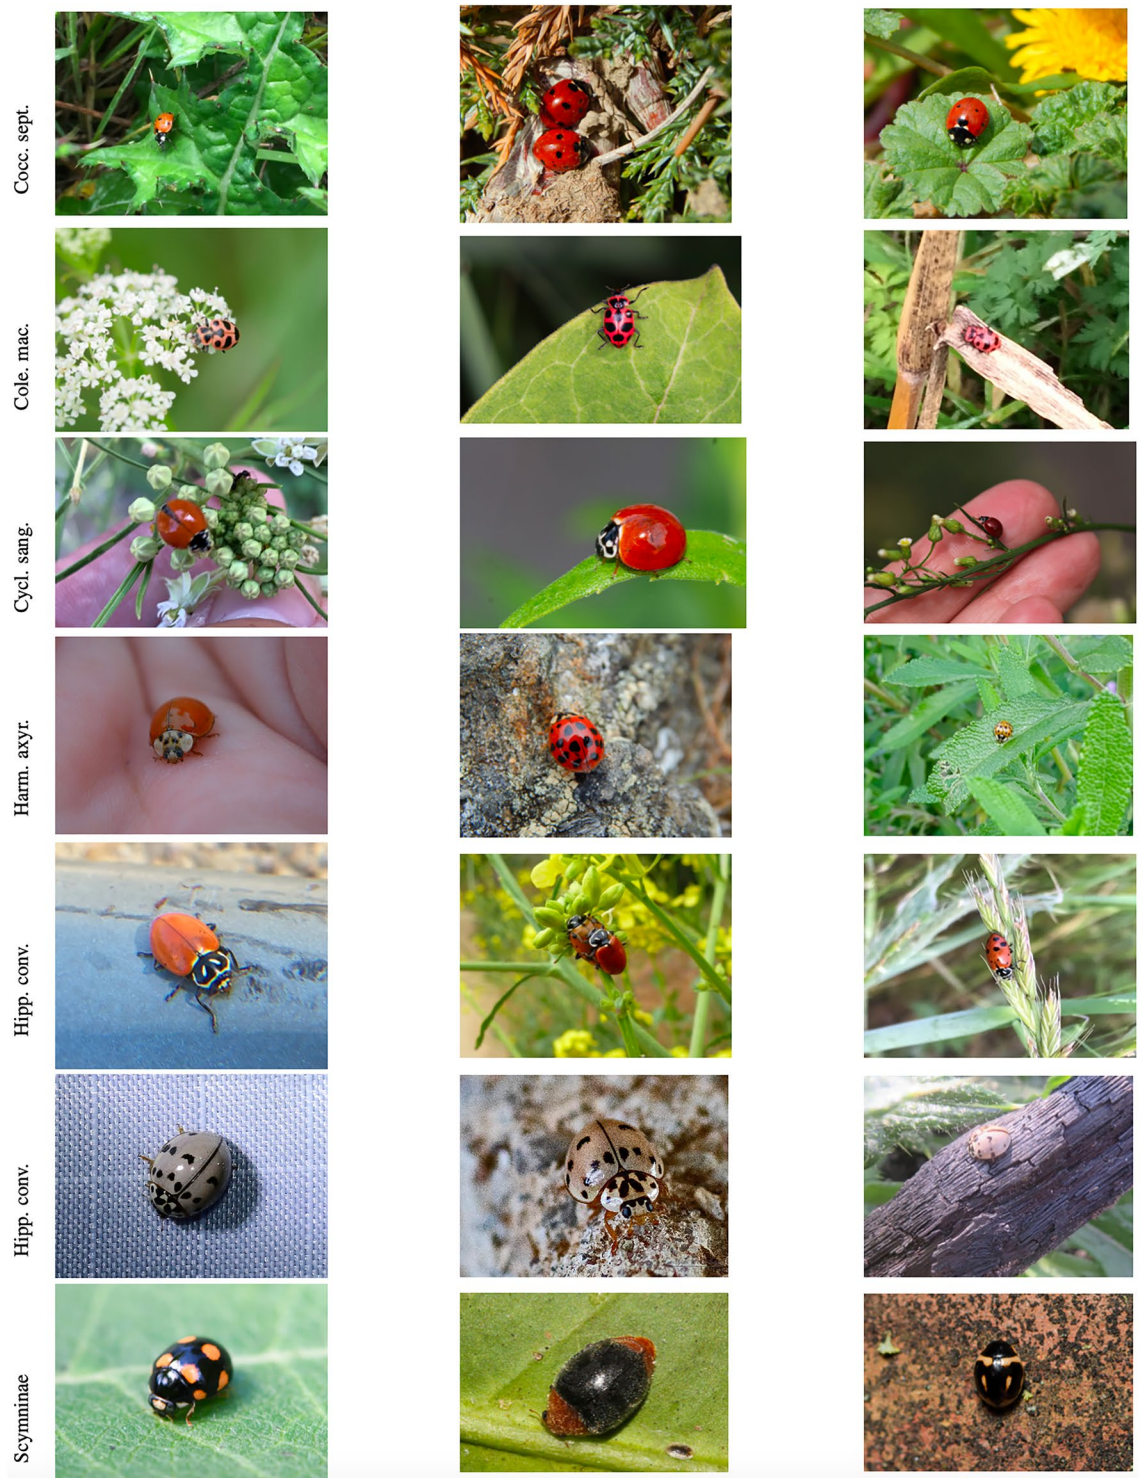 Cocc. sept.
Cole. mac.
Cycl. sang.
Harm. axyr.
Hipp. conv.
Hipp. conv.
Scymninae